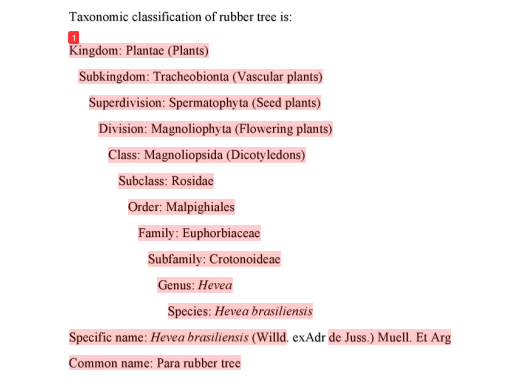 Taxonomic classification of rubber tree is:
1
Kingdom: Plantae (Plants)
Subkingdom: Tracheobionta (Vascular plants)
Superdivision: Spermatophyta (Seed plants)
Division: Magnoliophyta (Flowering plants)
Class: Magnoliopsida (Dicotyledons)
Subclass: Rosidae
Order: Malpighiales
Family: Euphorbiaceae
Subfamily: Crotonoideae
Genus: Hevea
Species: Hevea brasiliensis
Specific name: Hevea brasiliensis (Willd. exAdr de Juss.) Muell. Et Arg
Common name: Para rubber tree